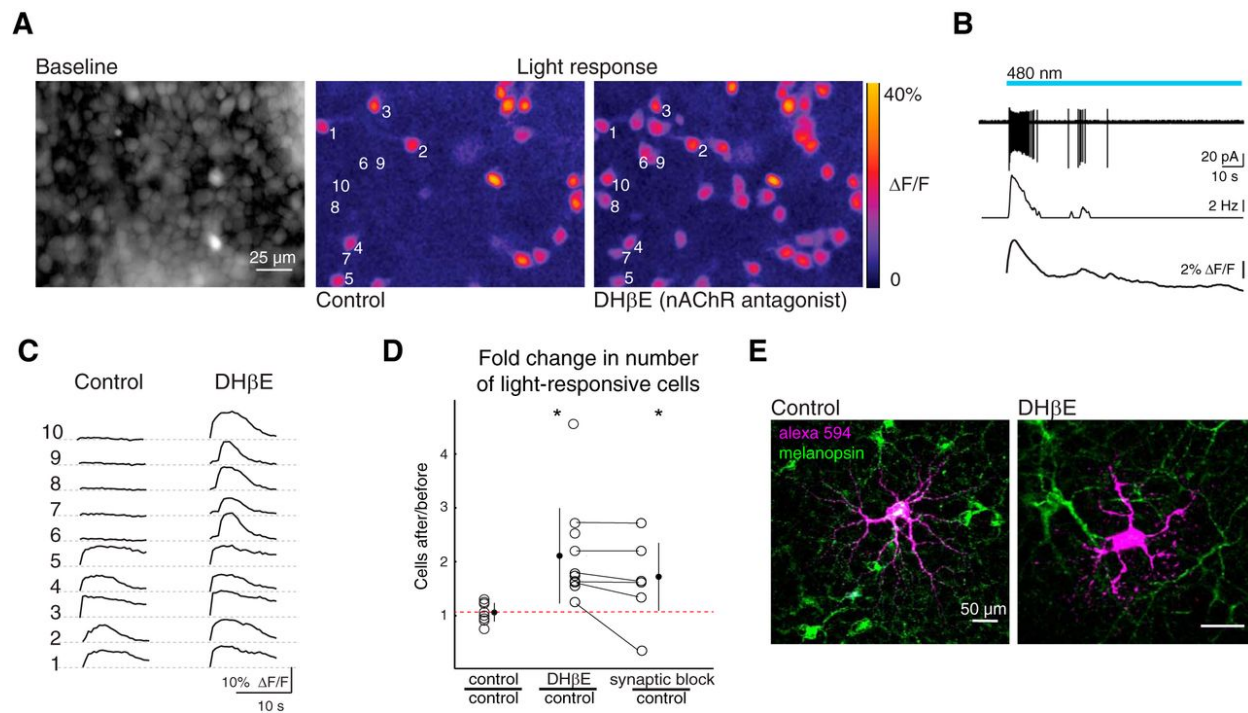 A
Baseline
Light response
1
3
2
6 9
10
8
4
7
5
25 µm
Control
1
3
2
6 9
10
8
4
7
5
DHβE (nAChR antagonist)
40%
ΔF/F
0
B
480 nm
20 pA
10 s
2 Hz
2% ΔF/F
C
Control DHβE
10
9
8
7
6
5
4
3
2
1
10% ΔF/F
10 s
D
Fold change in number
of light-responsive cells
* *
Cells after/before
4
3
2
1
control
control
DHβE
control
synaptic block
control
E
Control
alexa 594
melanopsin
50 µm
DHβE